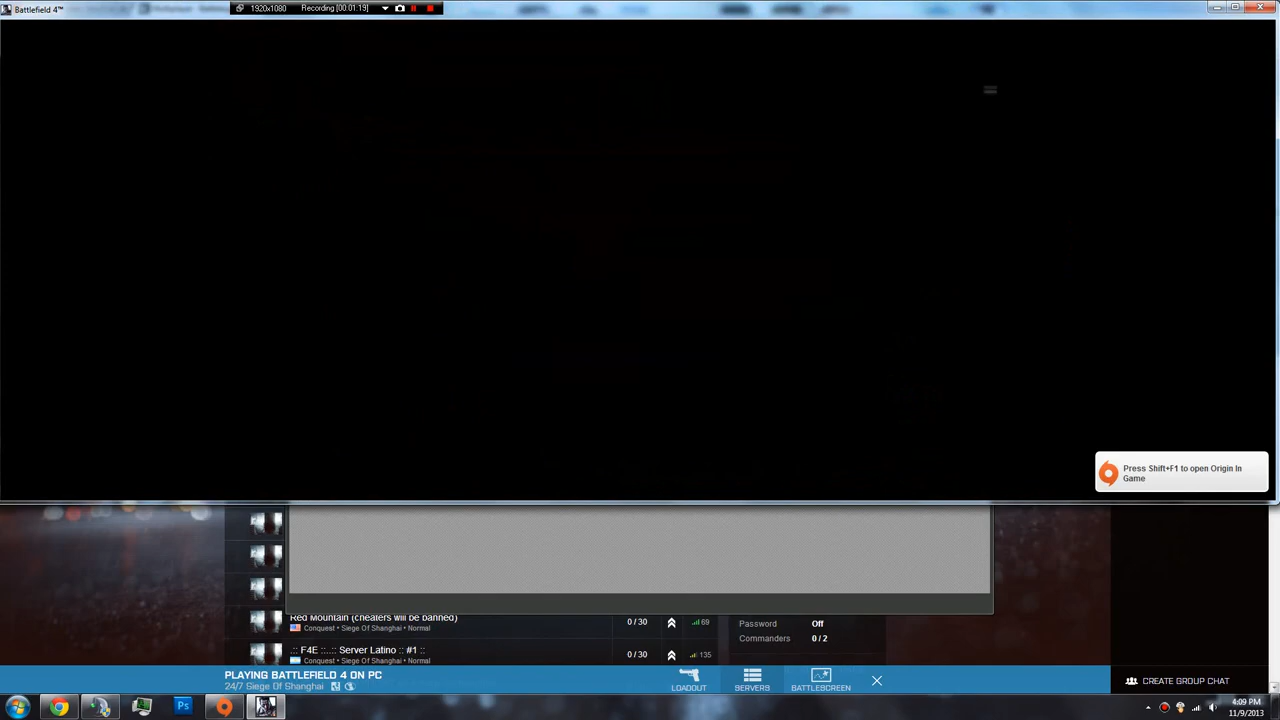 Battlefield 4™
1920x1080
Recording [00:01:19]
Press Shift+F1 to open Origin In
Game
Red Mountain (cheaters will be banned)
Conquest • Siege Of Shanghai • Normal
0 / 30
69
Password
Off
Commanders
0 / 2
.:: F4E ::..:: Server Latino :: #1 ::
Conquest • Siege Of Shanghai • Normal
0 / 30
135
PLAYING BATTLEFIELD 4 ON PC
24/7 Siege Of Shanghai
LOADOUT
SERVERS
BATTLESCREEN
CREATE GROUP CHAT
Ps
4:09 PM
11/9/2013